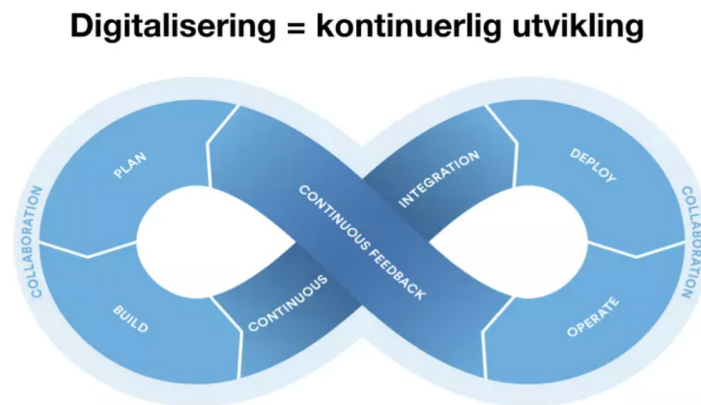 Digitalisering = kontinuerlig utvikling
COLLABORATION
PLAN
BUILD
CONTINUOUS
INTEGRATION
CONTINUOUS FEEDBACK
DEPLOY
OPERATE
COLLABORATION